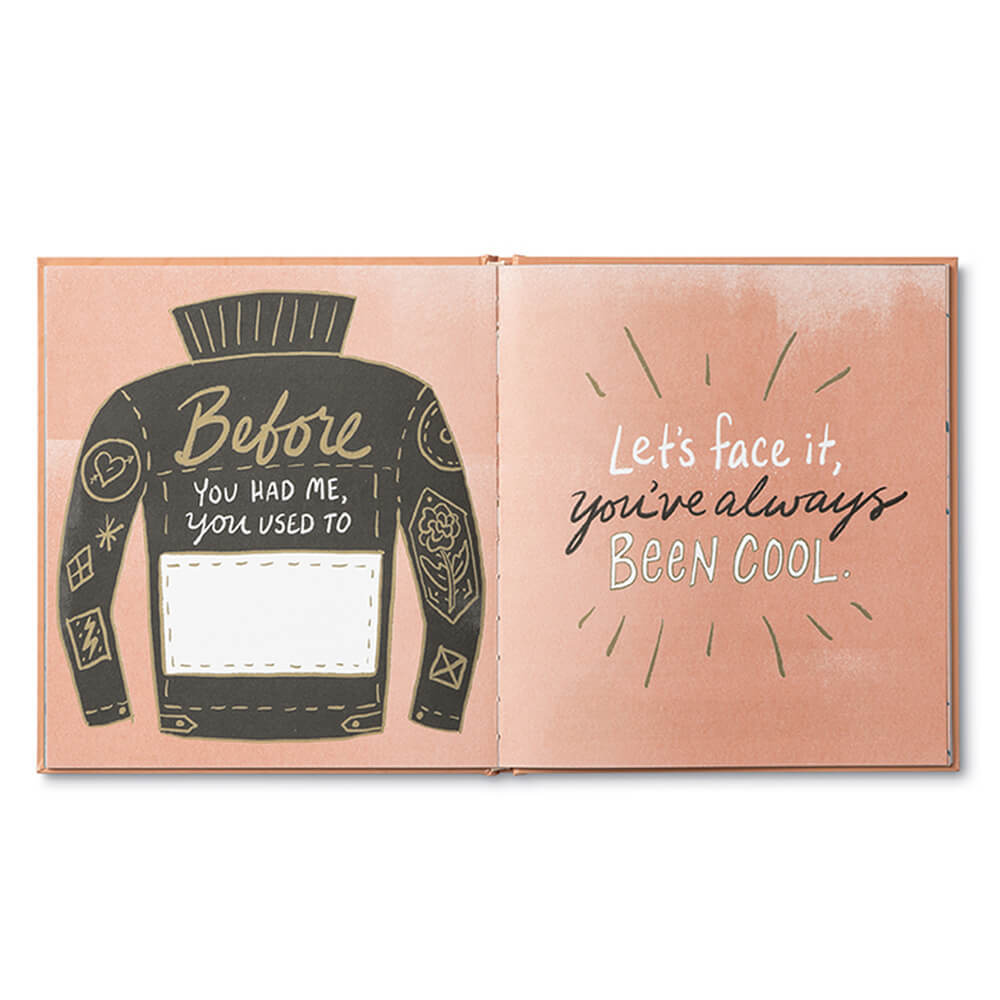 Before
YOU HAD ME,
YOU USED TO
Let's face it,
you've always
BEEN COOL.